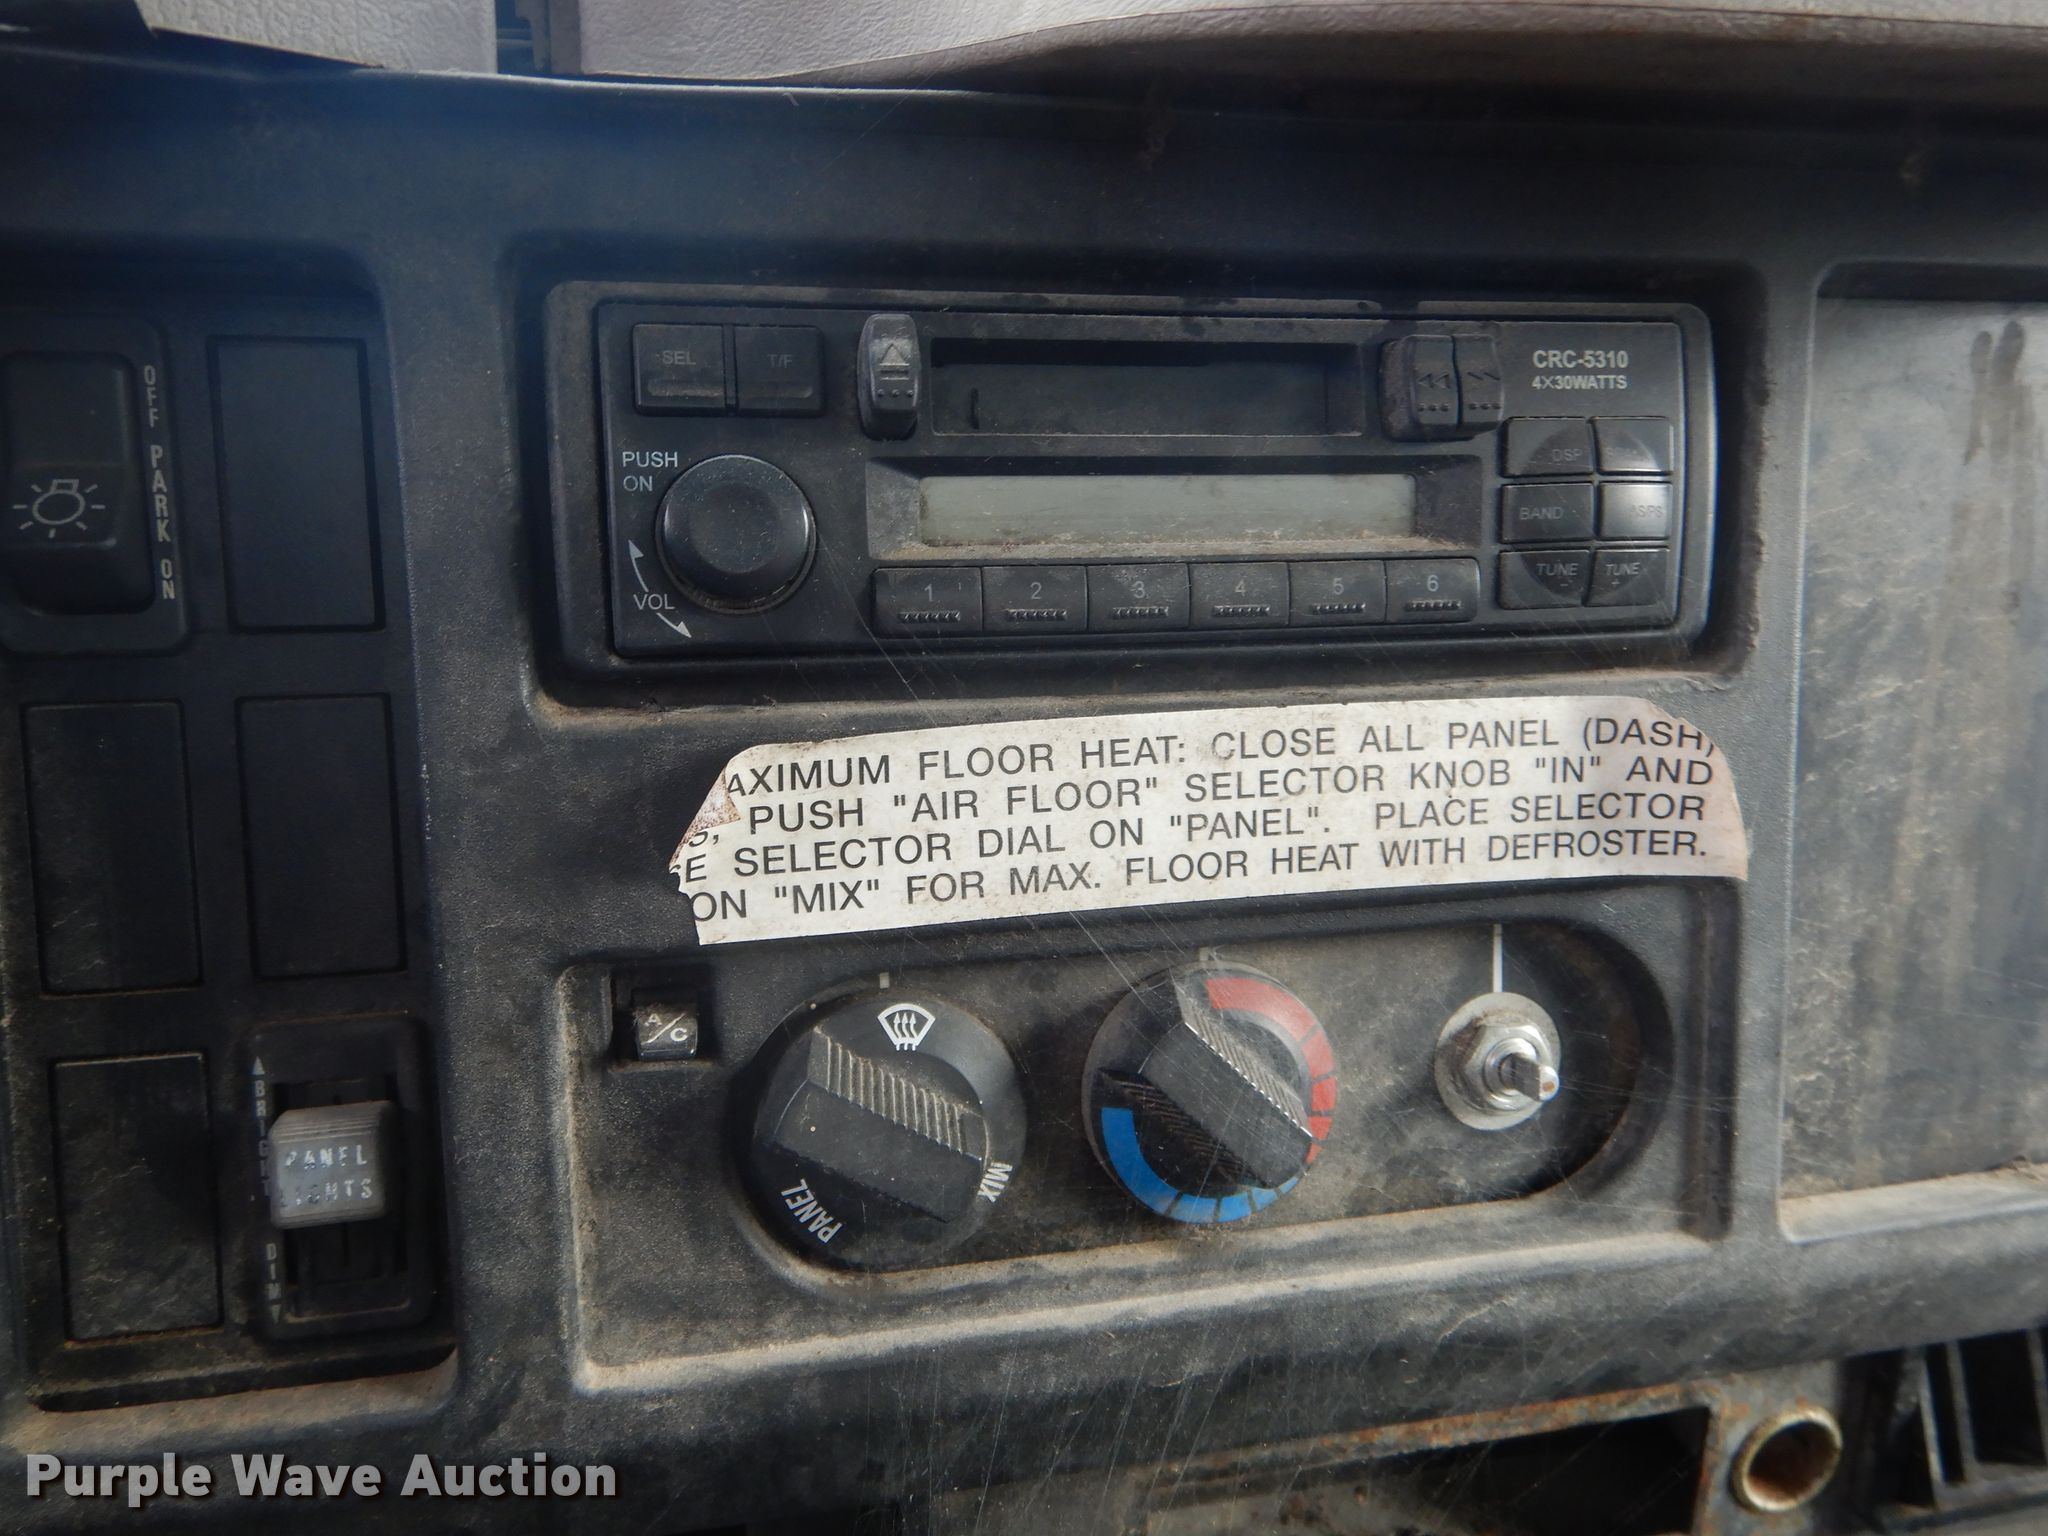 SEL
T/F
CRC-5310
4X30WATTS
OFF PARK ON
PUSH
ON
VOL
DSP
BAND
TUNE
-
TUNE
+
1
2
3
4
5
6
AXIMUM FLOOR HEAT: CLOSE ALL PANEL (DASH)
S, PUSH "AIR FLOOR" SELECTOR KNOB "IN" AND
E SELECTOR DIAL ON "PANEL". PLACE SELECTOR
ON "MIX" FOR MAX. FLOOR HEAT WITH DEFROSTER.
A/C
PANEL
MIX
PANEL
LIGHTS
DIM
Purple Wave Auction